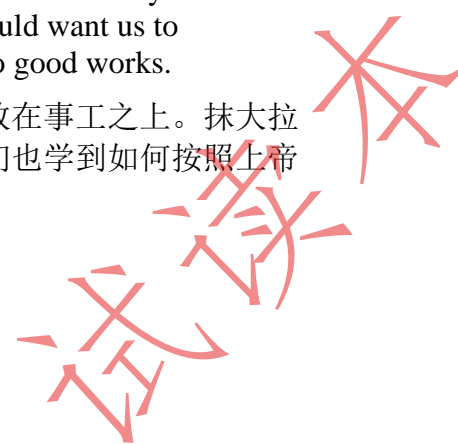 uld want us to
o good works.
放在事工之上。抹大拉
们也学到如何按照上帝
试读本